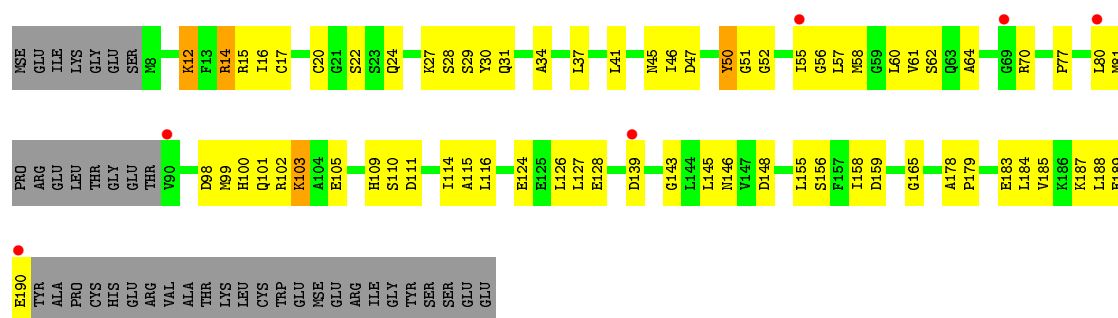 MSE GLU ILE LYS GLY GLU SER M8 K12 F13 R14 R15 I16 C17 C20 G21 S22 S23 Q24 K27 S28 S29 Y30 Q31 A34 L37 L41 N45 I46 D47 Y50 G51 G52 I55 G56 L57 M58 G59 L60 V61 S62 Q63 A64 G69 R70 P77 L80
PRO ARG GLU LEU THR GLY GLU THR V90 D98 M99 H100 Q101 R102 K103 A104 E105 H109 S110 D111 I114 A115 L116 E124 E125 L126 L127 E128 D139 G143 L144 L145 N146 V147 D148 L155 S156 F157 I158 D159 G165 A178 P179 E183 L184 V185 K186 K187 L188
E190 TYR ALA PRO CYS HIS GLU ARG VAL ALA THR LYS LEU CYS TRP GLU MSE GLU ARG ILE GLY TYR SER SER GLU GLU